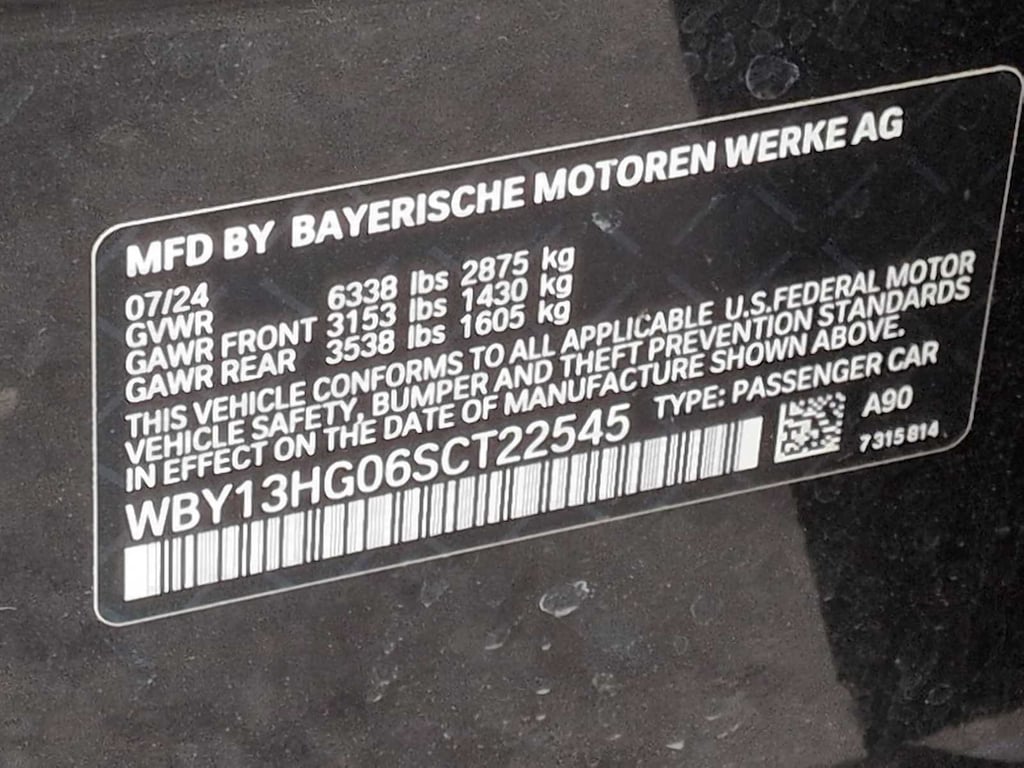 MFD BY BAYERISCHE MOTOREN WERKE AG
07/24
GVWR 6338 lbs 2875 kg
GAWR FRONT 3153 lbs 1430 kg
GAWR REAR 3538 lbs 1605 kg
THIS VEHICLE CONFORMS TO ALL APPLICABLE U.S.FEDERAL MOTOR
VEHICLE SAFETY, BUMPER AND THEFT PREVENTION STANDARDS
IN EFFECT ON THE DATE OF MANUFACTURE SHOWN ABOVE.
WBY13HG06SCT22545 TYPE: PASSENGER CAR
A90
7315814